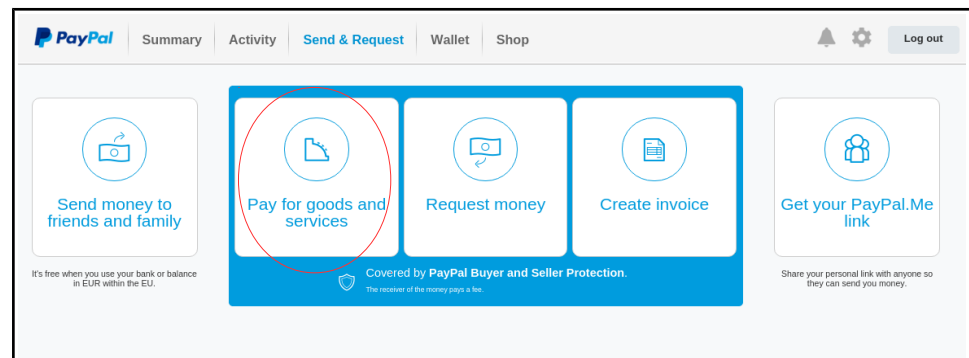 PayPal Summary Activity Send & Request Wallet Shop Log out
Send money to
friends and family
Pay for goods and
services
Request money
Create invoice
Get your PayPal.Me
link
It's free when you use your bank or balance
in EUR within the EU.
Covered by PayPal Buyer and Seller Protection.
The receiver of the money pays a fee.
Share your personal link with anyone so
they can send you money.